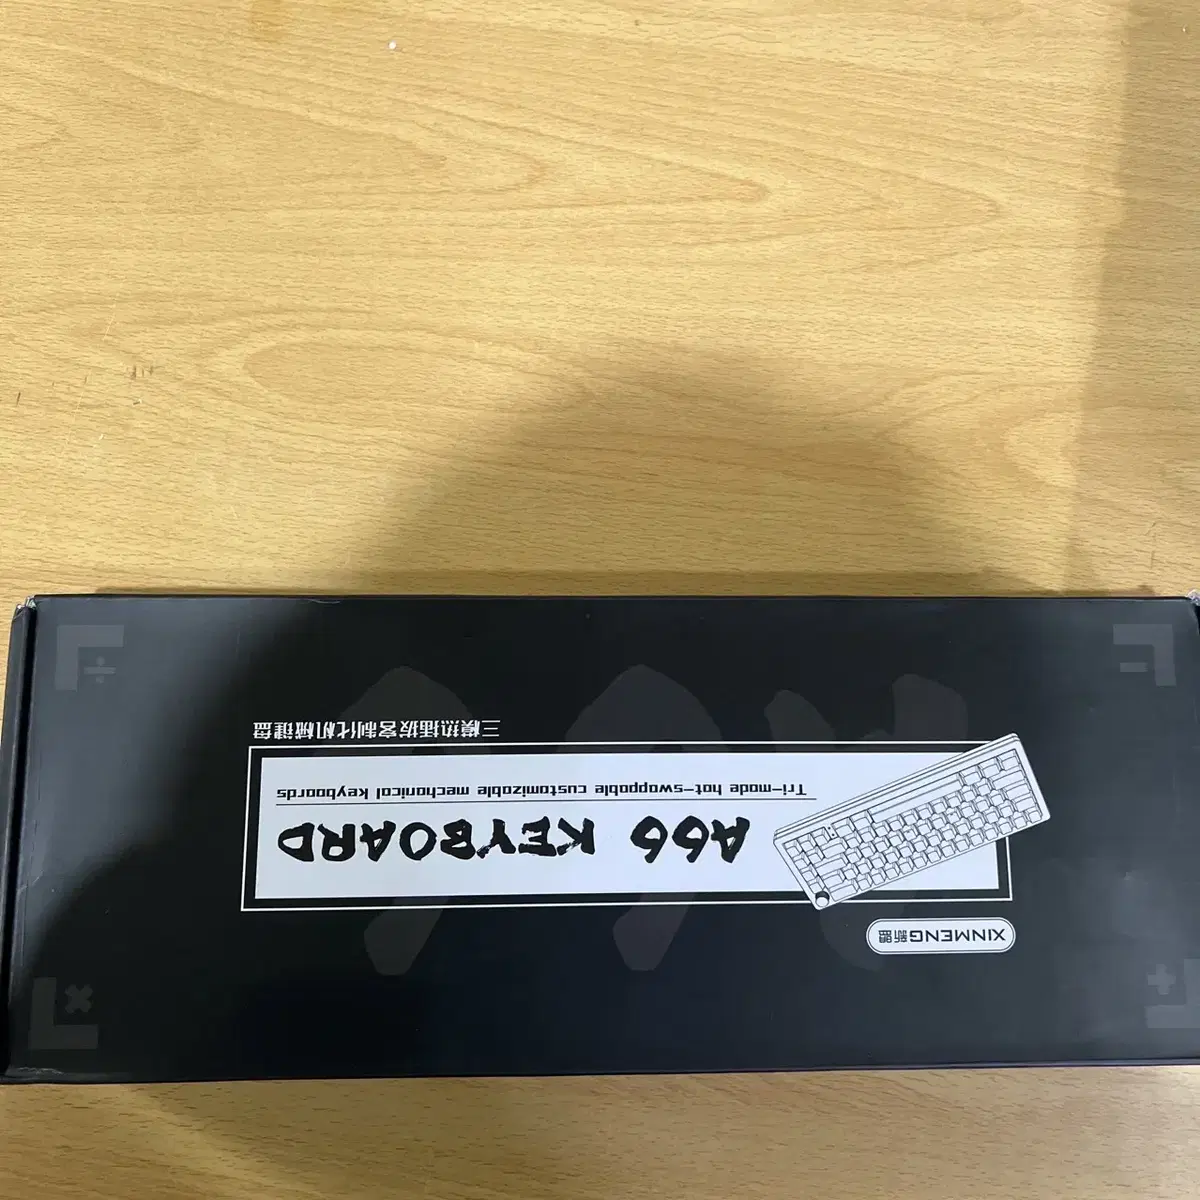 XINMENG 新盟
A66 KEYBOARD
Tri-mode hot-swappable customizable mechanical keyboards
三模热插拔客制化机械键盘